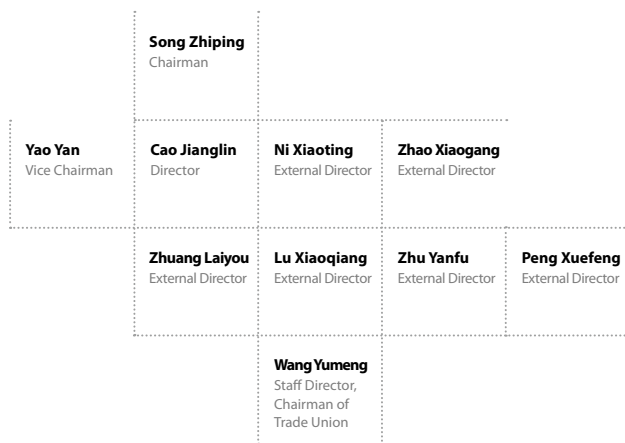 Song Zhiping
Chairman
Yao Yan
Vice Chairman
Cao Jianglin
Director
Ni Xiaoting
External Director
Zhao Xiaogang
External Director
Zhuang Laiyou
External Director
Lu Xiaoqiang
External Director
Zhu Yanfu
External Director
Peng Xuefeng
External Director
Wang Yumeng
Staff Director,
Chairman of
Trade Union